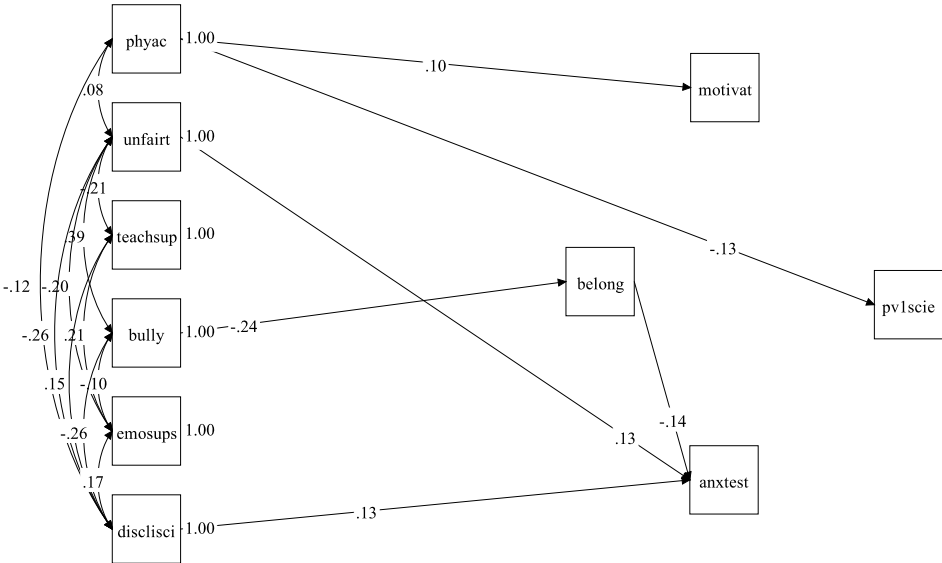 phyac
1.00
.10
motivat
.08
unfairt
1.00
-.21
teachsup
1.00
.39
-.13
-.12
-.20
belong
pv1scie
-.26
.21
bully
1.00
-.24
.15
-.10
-.14
emosups
1.00
-.26
.13
anxtest
.17
.13
disclisci
1.00